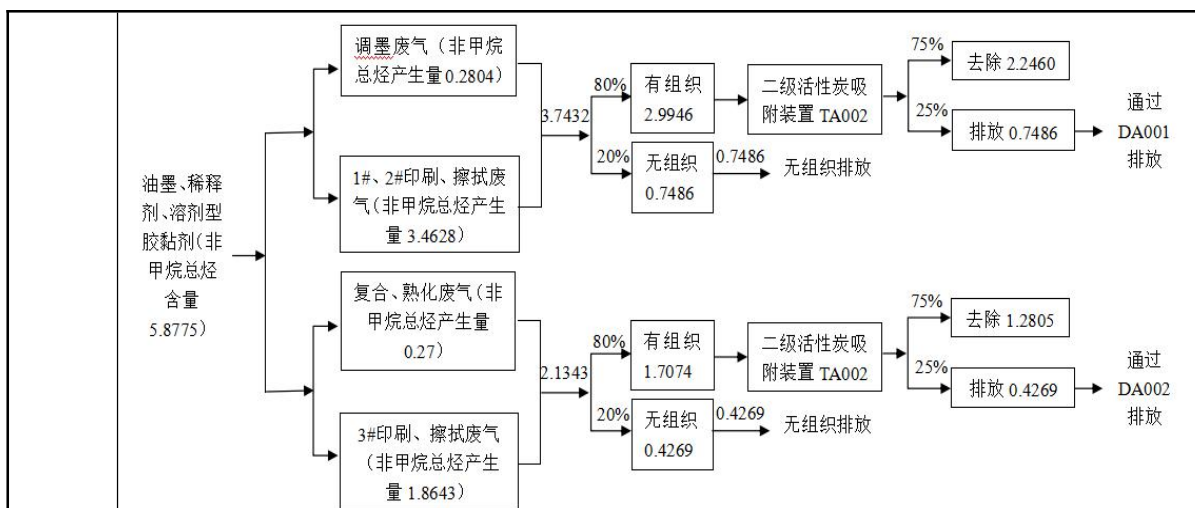 油墨、稀释
剂、溶剂型
胶黏剂(非
甲烷总烃
含量
5.8775）
调墨废气（非甲烷
总烃产生量0.2804）
1#、2#印刷、擦拭废
气(非甲烷总烃产生
量3.4628）
3.7432
80%
有组织
2.9946
二级活性炭吸
附装置TA002
75%
去除2.2460
25%
排放0.7486
通过
DA001
排放
20%
无组织
0.7486
0.7486
无组织排放
复合、熟化废气(非
甲烷总烃产生量
0.27）
3#印刷、擦拭废气
（非甲烷总烃产生
量1.8643）
2.1343
80%
有组织
1.7074
二级活性炭吸
附装置TA002
75%
去除1.2805
25%
排放0.4269
通过
DA002
排放
20%
无组织
0.4269
0.4269
无组织排放